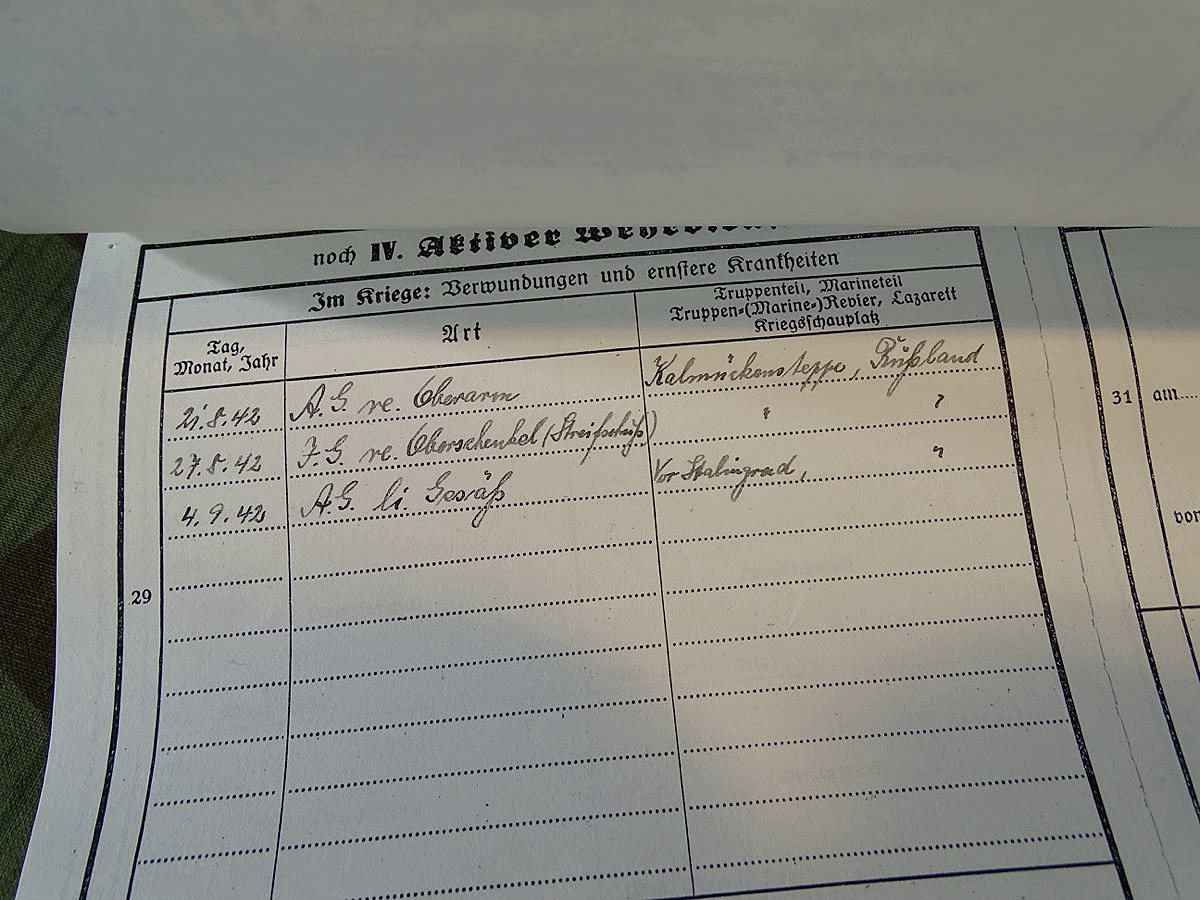 noch IV. Aktiver Wehrdienst
Im Kriege: Verwundungen und ernstere Krankheiten
Tag,
Monat, Jahr
Art
Truppenteil, Marineteil
Truppen-(Marine-)Revier, Lazarett
Kriegsschauplatz
21.8.42 A.G. re. Oberarm Kalmückensteppe, Rußland
27.8.42 I.G. re. Oberschenkel (Streifschuß) " "
4.9.42 A.G. li. Gesäß Vor Stalingrad, "
29
31 am
von